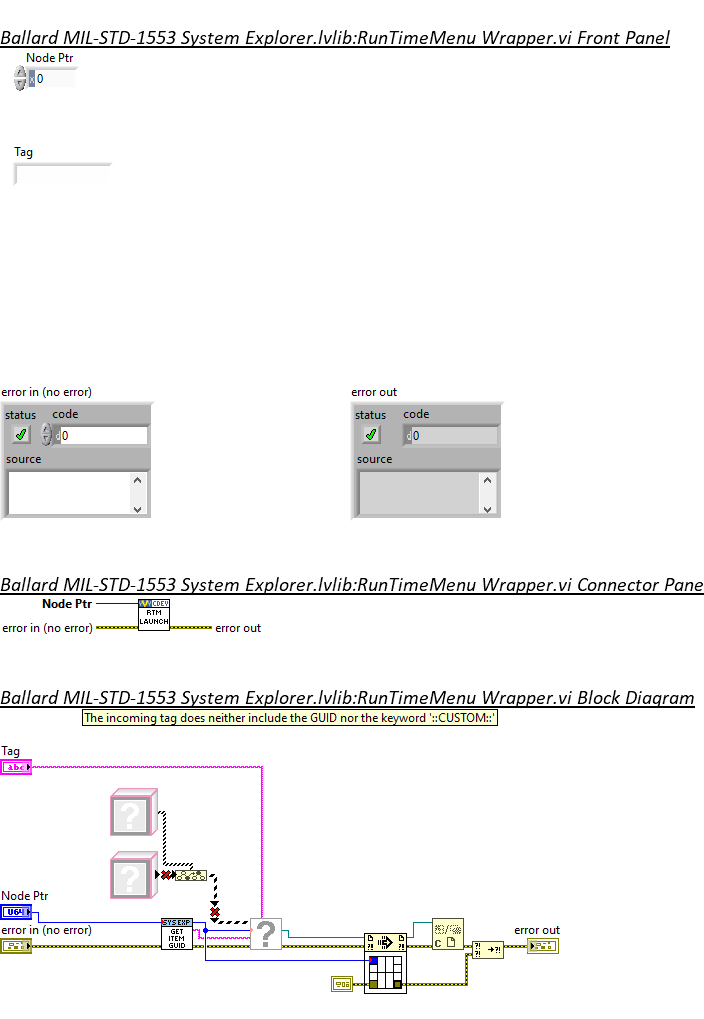 Ballard MIL-STD-1553 System Explorer.lvlib:RunTimeMenu Wrapper.vi Front Panel
Node Ptr
x 0
Tag
error in (no error)
error out
status code
d 0
source
status code
d 0
source
Ballard MIL-STD-1553 System Explorer.lvlib:RunTimeMenu Wrapper.vi Connector Pane
Node Ptr
CDEV
RTM
LAUNCH
error in (no error)
error out
Ballard MIL-STD-1553 System Explorer.lvlib:RunTimeMenu Wrapper.vi Block Diagram
The incoming tag does neither include the GUID nor the keyword '::CUSTOM::'
Tag
abc
?
?
Node Ptr
U64
error in (no error)
SYS EXP
GET
ITEM
GUID
?
?!
?!
C
?! ?!
→?!
error out